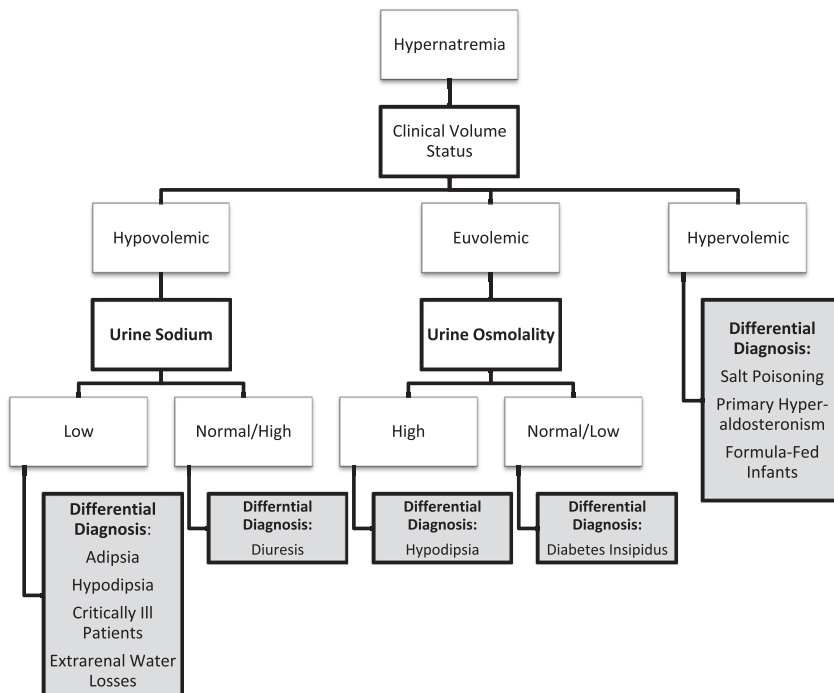 Hypernatremia
Clinical Volume
Status
Hypovolemic
Euvolemic
Hypervolemic
Urine Sodium
Urine Osmolality
Differential
Diagnosis:
Salt Poisoning
Primary Hyper-
aldosteronism
Formula-Fed
Infants
Low
Normal/High
High
Normal/Low
Differential
Diagnosis:
Adipsia
Hypodipsia
Critically Ill
Patients
Extrarenal Water
Losses
Differntial
Diagnosis:
Diuresis
Differential
Diagnosis:
Hypodipsia
Differential
Diagnosis:
Diabetes Insipidus